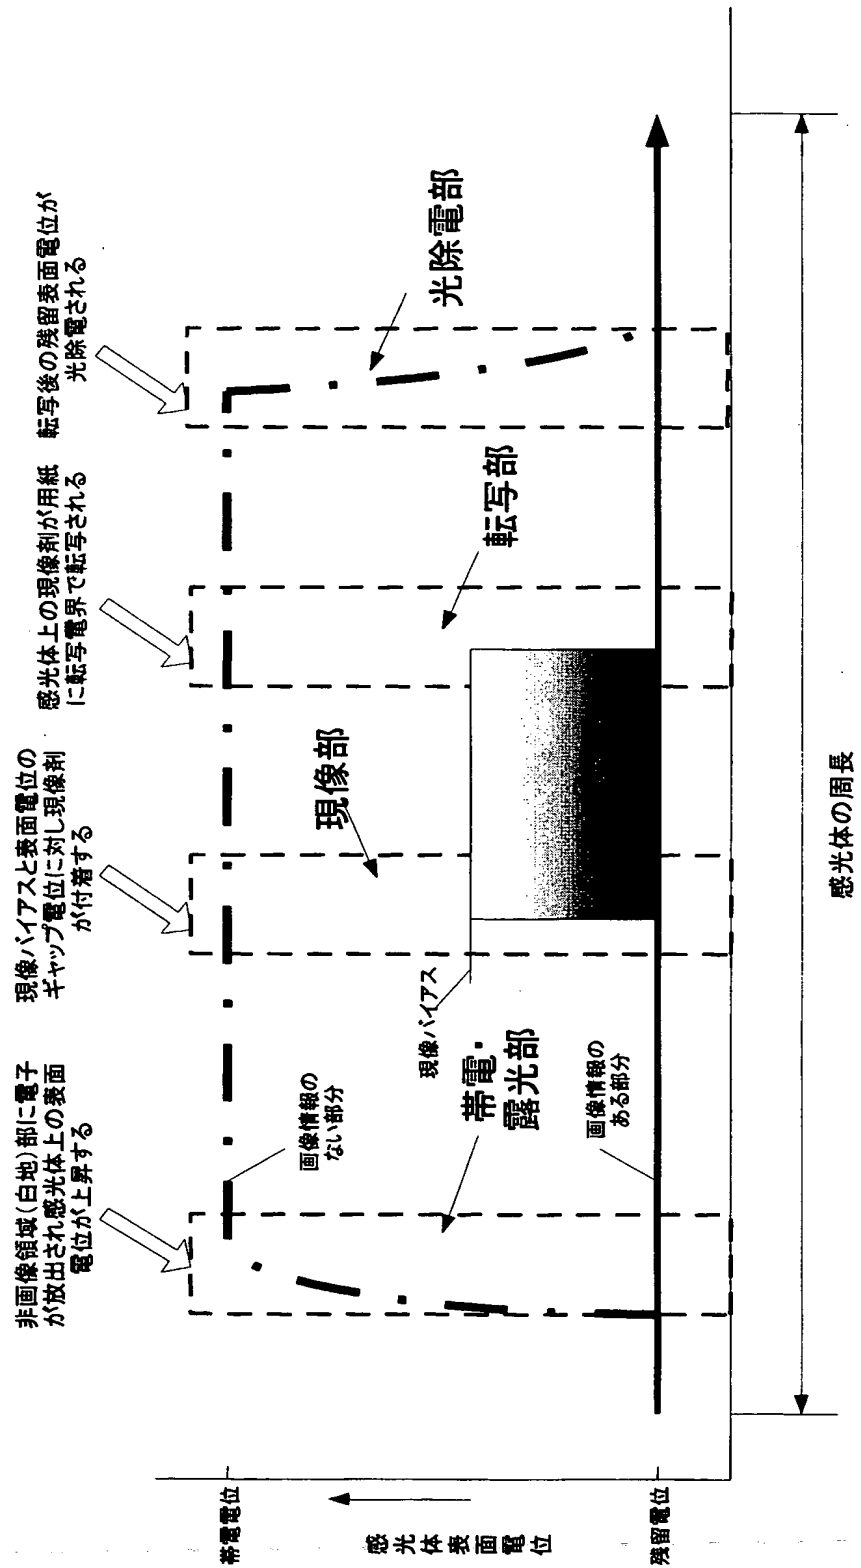 非画像領域(白地)部に電子
が放出され感光体上の表面
電位が上昇する
現像バイアスと表面電位の
ギャップ電位に対し現像剤
が付着する
感光体上の現像剤が用紙
に転写電界で転写される
転写後の残留表面電位が
光除電される
帯電電位
感光体表面電位
残留電位
画像情報の
ない部分
帯電・
露光部
画像情報の
ある部分
現像バイアス
現像部
転写部
光除電部
感光体の周長